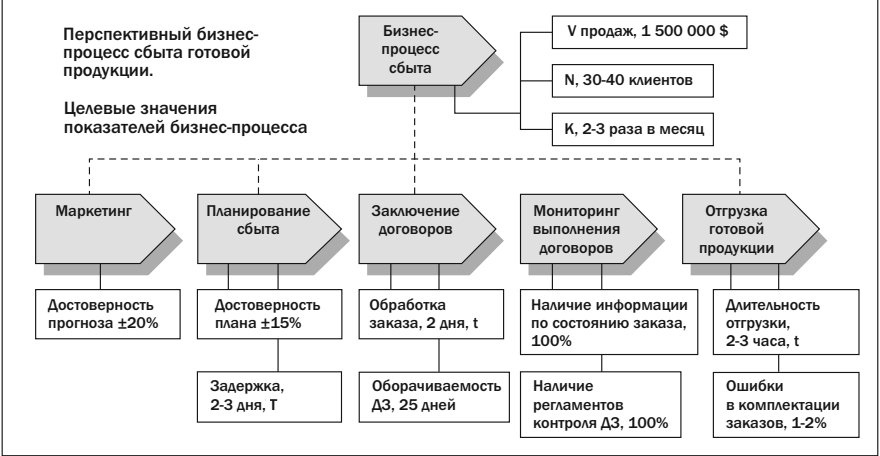 Перспективный бизнес-
процесс сбыта готовой
продукции.
Целевые значения
показателей бизнес-процесса
Бизнес-
процесс
сбыта
V продаж, 1 500 000 $
N, 30-40 клиентов
К, 2-3 раза в месяц
Маркетинг
Достоверность
прогноза ±20%
Планирование
сбыта
Достоверность
плана ±15%
Задержка,
2-3 дня, T
Заключение
договоров
Обработка
заказа, 2 дня, t
Оборачиваемость
ДЗ, 25 дней
Мониторинг
выполнения
договоров
Наличие информации
по состоянию заказа,
100%
Наличие
регламентов
контроля ДЗ, 100%
Отгрузка
готовой
продукции
Длительность
отгрузки,
2-3 часа, t
Ошибки
в комплектации
заказов, 1-2%